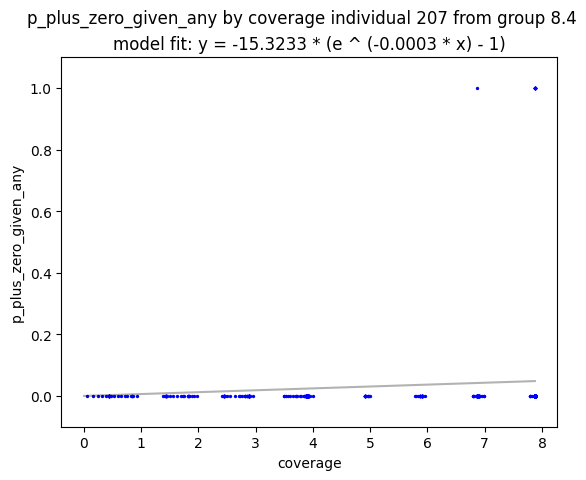 p_plus_zero_given_any by coverage individual 207 from group 8.4
model fit: y = -15.3233 * (e ^ (-0.0003 * x) - 1)
1.0
0.8
0.6
0.4
0.2
0.0
p_plus_zero_given_any
0 1 2 3 4 5 6 7 8
coverage